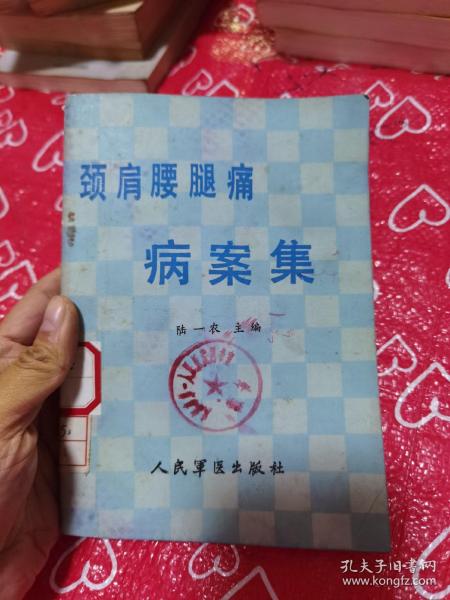 颈肩腰腿痛
病案集
陆一农 主编
人民军医出版社
孔夫子旧书网
www.kongfz.com